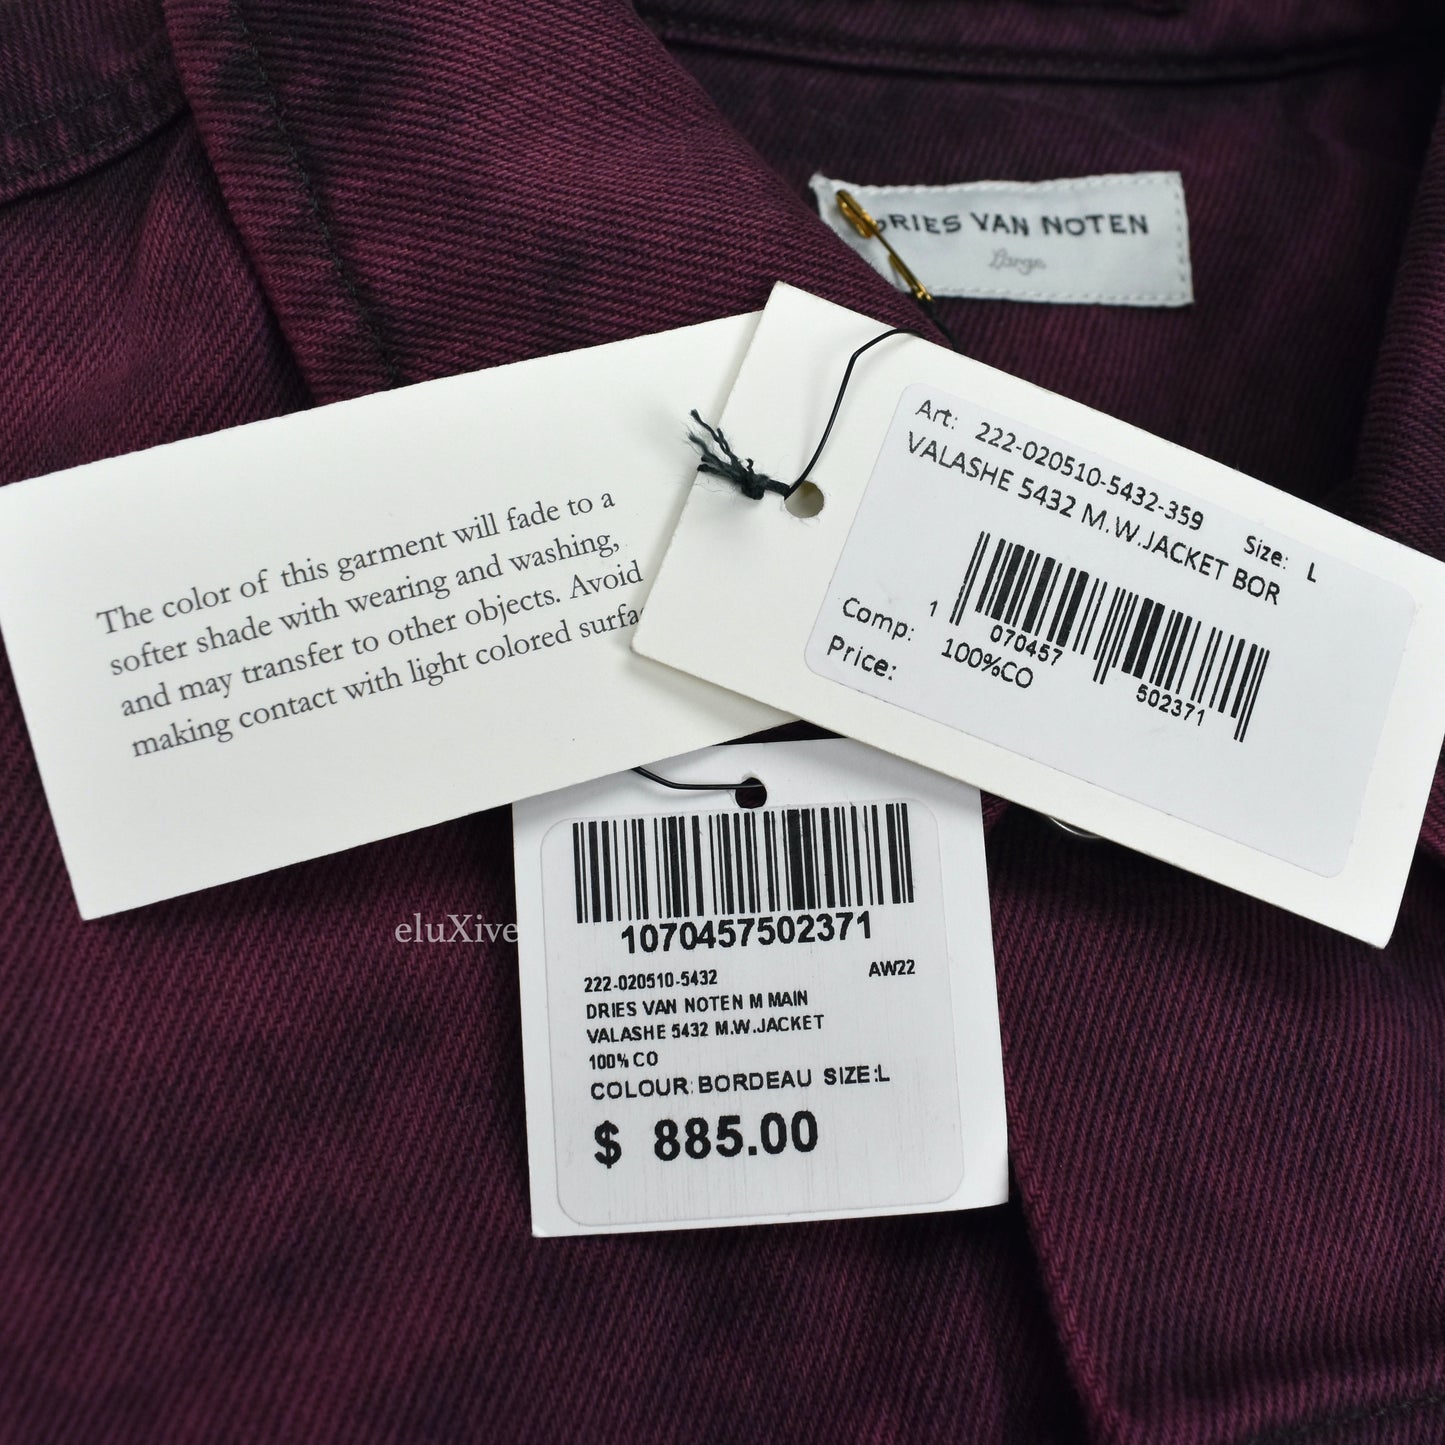 DRIES VAN NOTEN
Large
The color of this garment will fade to a
softer shade with wearing and washing,
and may transfer to other objects. Avoid
making contact with light colored
Art: 222-020510-5432-359
VALASHE 5432 M.W.JACKET BOR
Size: L
1 070457 502371
Comp: 100%CO
Price:
eluXive
1070457502371
222-020510-5432 AW22
DRIES VAN NOTEN M MAIN
VALASHE 5432 M.W.JACKET
100% CO
COLOUR:BORDEAU SIZE:L
$ 885.00